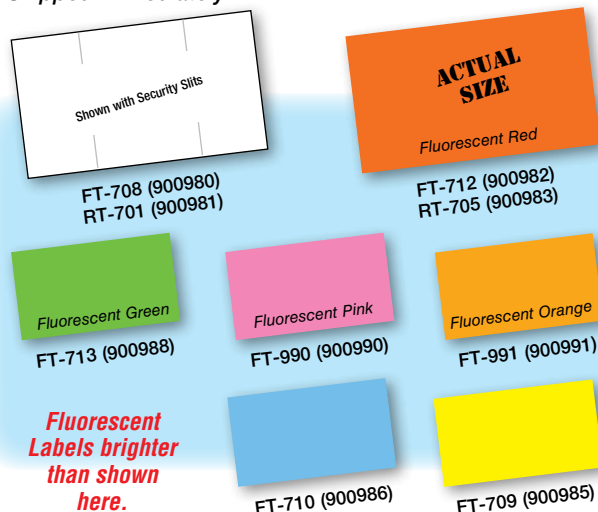 Shown with Security Slits
FT-708 (900980)
RT-701 (900981)
ACTUAL
SIZE
Fluorescent Red
FT-712 (900982)
RT-705 (900983)
Fluorescent Green
FT-713 (900988)
Fluorescent Pink
FT-990 (900990)
Fluorescent Orange
FT-991 (900991)
Fluorescent
Labels brighter
than shown
here.
FT-710 (900986)
FT-709 (900985)